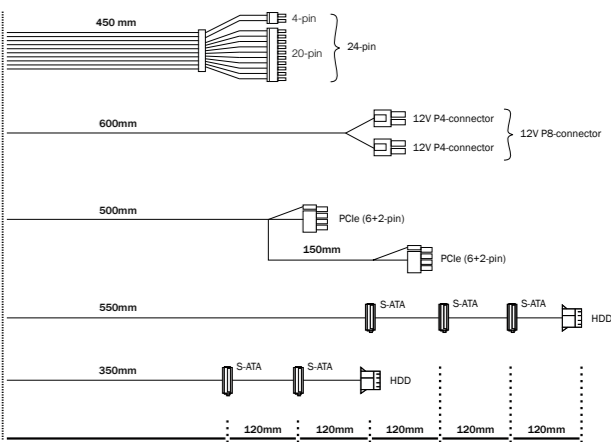 450 mm
4-pin
20-pin
24-pin
600mm
12V P4-connector
12V P4-connector
12V P8-connector
500mm
PCIe (6+2-pin)
150mm
PCIe (6+2-pin)
550mm
S-ATA S-ATA S-ATA
HDD
350mm
S-ATA S-ATA
HDD
120mm 120mm 120mm 120mm 120mm